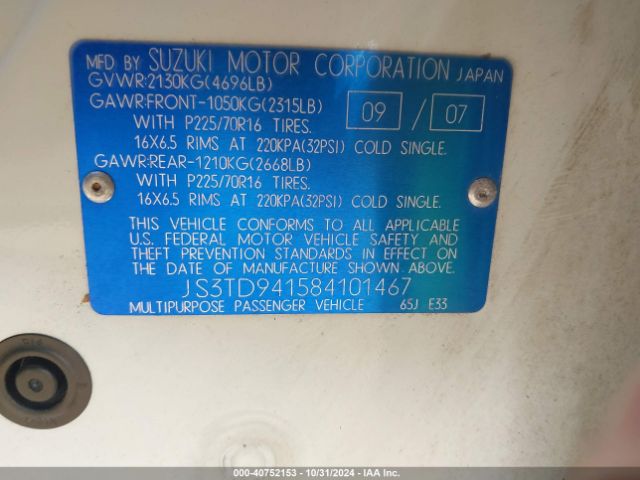 MFD BY SUZUKI MOTOR CORPORATION JAPAN
GVWR:2130KG(4696LB)
GAWR:FRONT-1050KG(2315LB) 09 / 07
WITH P225/70R16 TIRES.
16X6.5 RIMS AT 220KPA(32PSI) COLD SINGLE.
GAWR:REAR-1210KG(2668LB)
WITH P225/70R16 TIRES.
16X6.5 RIMS AT 220KPA(32PSI) COLD SINGLE.
THIS VEHICLE CONFORMS TO ALL APPLICABLE
U.S. FEDERAL MOTOR VEHICLE SAFETY AND
THEFT PREVENTION STANDARDS IN EFFECT ON
THE DATE OF MANUFACTURE SHOWN ABOVE.
JS3TD941584101467
MULTIPURPOSE PASSENGER VEHICLE 65J E33
000-40752153 - 10/31/2024 - IAAI.COM